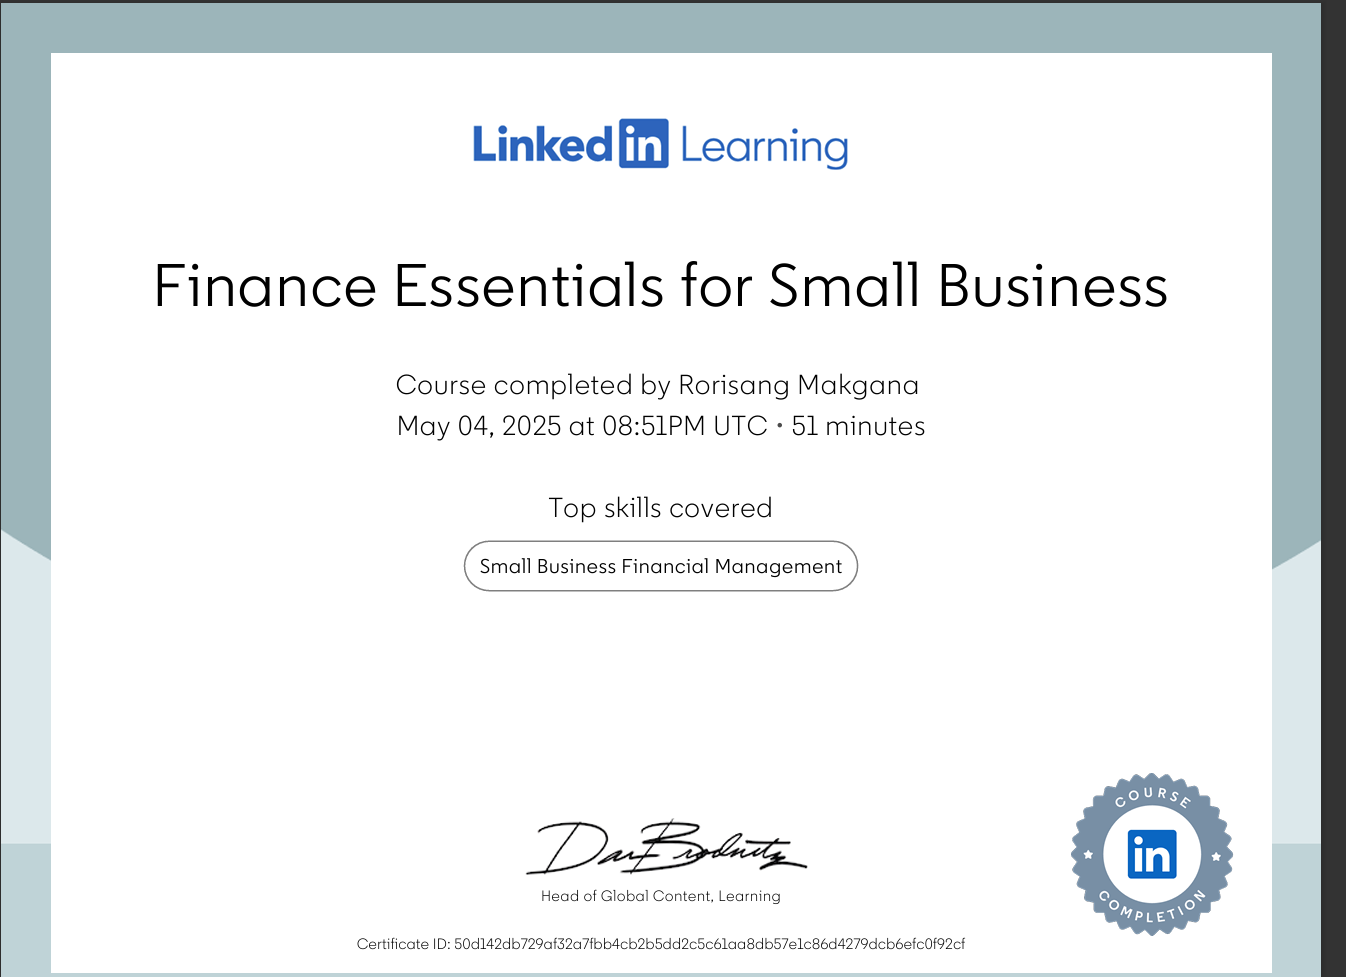 Linked in Learning
Finance Essentials for Small Business
Course completed by Rorisang Makgana
May 04, 2025 at 08:51PM UTC • 51 minutes
Top skills covered
Small Business Financial Management
Dan Brodnitz
Head of Global Content, Learning
Certificate ID: 50d142db729af32a7fbb4cb2b5dd2c5c61aa8db57e1c86d4279dcb6efc0f92cf
COURSE
in
COMPLETION